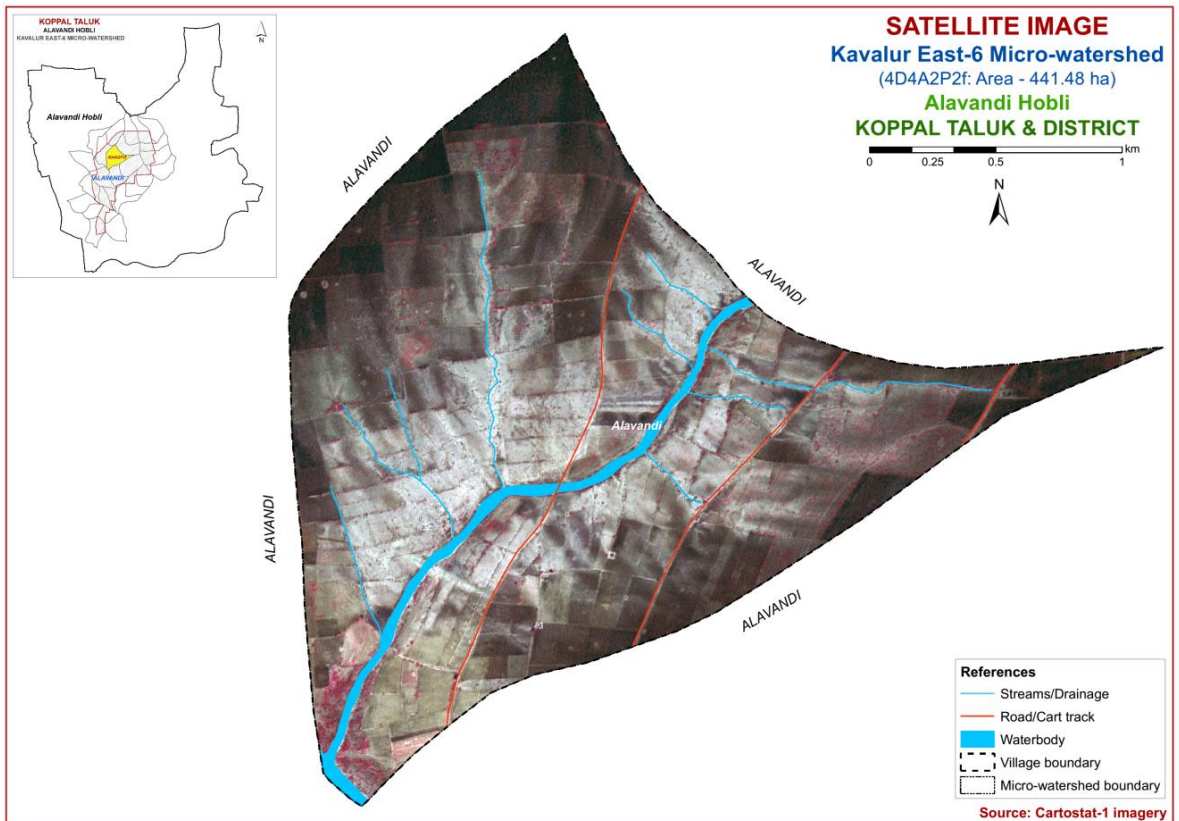 KOPPAL TALUK
ALAVANDI HOBLI
KAVALUR EAST-6 MICRO-WATERSHED
N
Alavandi Hobli
4D4A2P2f
ALAVANDI
SATELLITE IMAGE
Kavalur East-6 Micro-watershed
(4D4A2P2f: Area - 441.48 ha)
Alavandi Hobli
KOPPAL TALUK & DISTRICT
km
0 0.25 0.5 1
N
ALAVANDI
ALAVANDI
Alavandi
ALAVANDI
ALAVANDI
References
Streams/Drainage
Road/Cart track
Waterbody
Village boundary
Micro-watershed boundary
Source: Cartostat-1 imagery